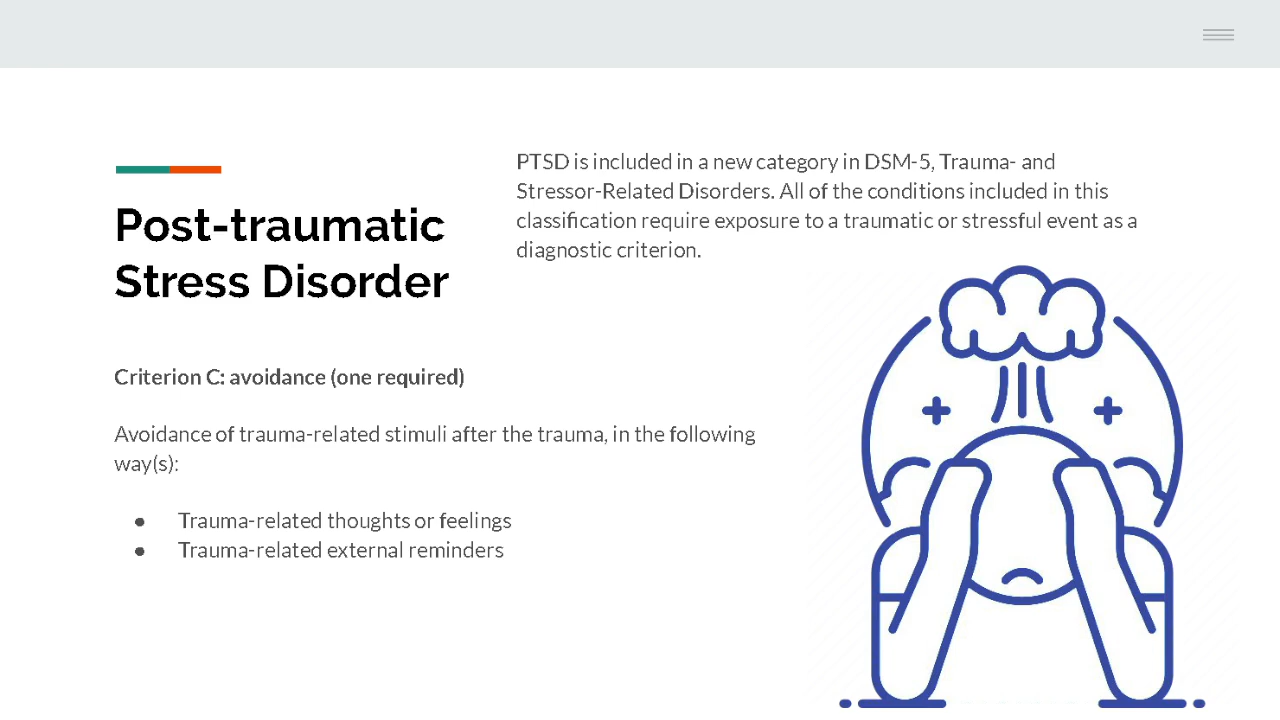 Post-traumatic
Stress Disorder
PTSD is included in a new category in DSM-5, Trauma- and
Stressor-Related Disorders. All of the conditions included in this
classification require exposure to a traumatic or stressful event as a
diagnostic criterion.
Criterion C: avoidance (one required)
Avoidance of trauma-related stimuli after the trauma, in the following
way(s):
● Trauma-related thoughts or feelings
● Trauma-related external reminders